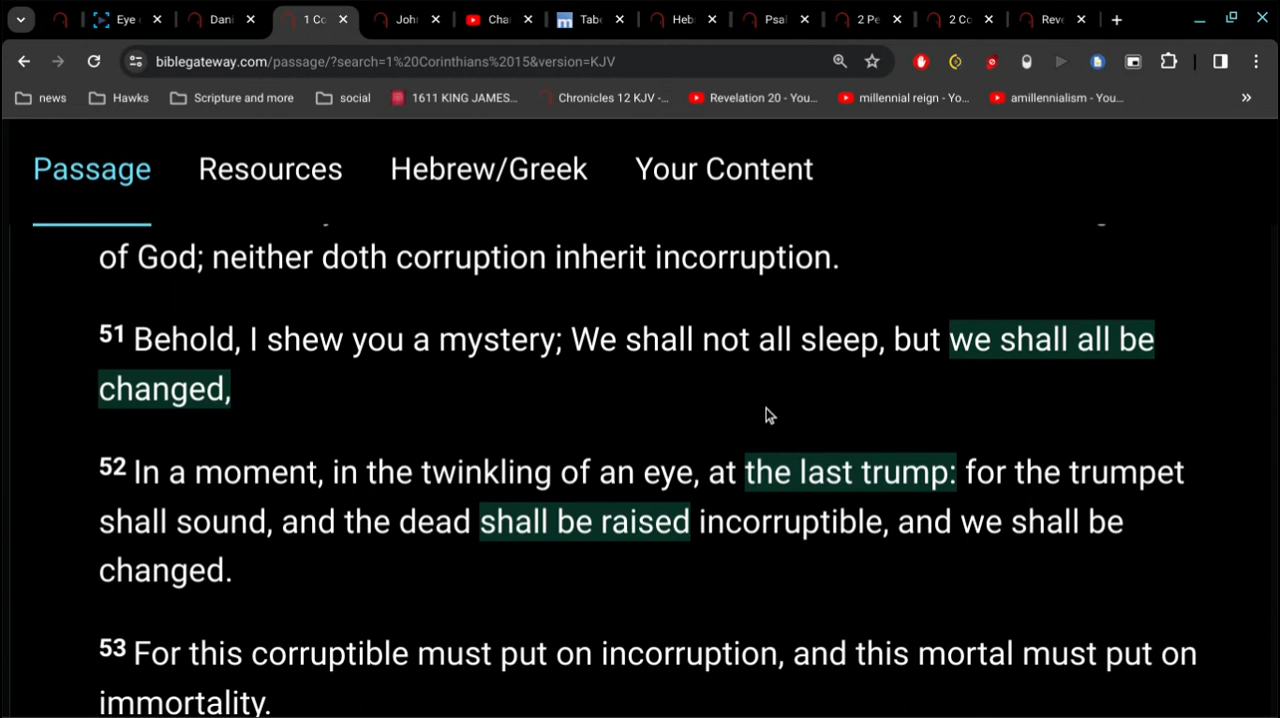 Eye Dani 1 Co John Cha Tabe Heb Psal 2 Pe 2 Co Reve
biblegateway.com/passage/?search=1%20Corinthians%2015&version=KJV
news Hawks Scripture and more social 1611 KING JAMES... Chronicles 12 KJV -... Revelation 20 - You... millennial reign - Yo... amillennialism - You... »
Passage Resources Hebrew/Greek Your Content
of God; neither doth corruption inherit incorruption.
51 Behold, I shew you a mystery; We shall not all sleep, but we shall all be
changed,
52 In a moment, in the twinkling of an eye, at the last trump: for the trumpet
shall sound, and the dead shall be raised incorruptible, and we shall be
changed.
53 For this corruptible must put on incorruption, and this mortal must put on
immortality.